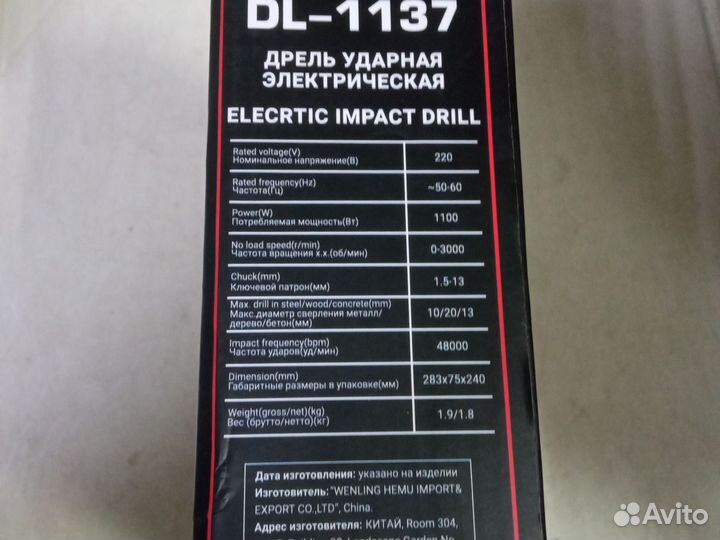 DL-1137
ДРЕЛЬ УДАРНАЯ
ЭЛЕКТРИЧЕСКАЯ
ELECRTIC IMPACT DRILL
Rated voltage(V)
Номинальное напряжение(В)
220
Rated frequency(Hz)
Частота(Гц)
~50-60
Power(W)
Потребляемая мощность(Вт)
1100
No load speed(r/min)
Частота вращения х.х.(об/мин)
0-3000
Chuck(mm)
Ключевой патрон(мм)
1.5-13
Max. drill in steel/wood/concrete(mm)
Макс.диаметр сверления металл/
дерево/бетон(мм)
10/20/13
Impact frequency(bpm)
Частота ударов(уд/мин)
48000
Dimension(mm)
Габаритные размеры в упаковке(мм)
283x75x240
Weight(gross/net)(kg)
Вес (брутто/нетто)(кг)
1.9/1.8
Дата изготовления: указано на изделии
Изготовитель: "WENLING HEMU IMPORT&
EXPORT CO.,LTD", China.
Адрес изготовителя: КИТАЙ, Room 304,
Avito